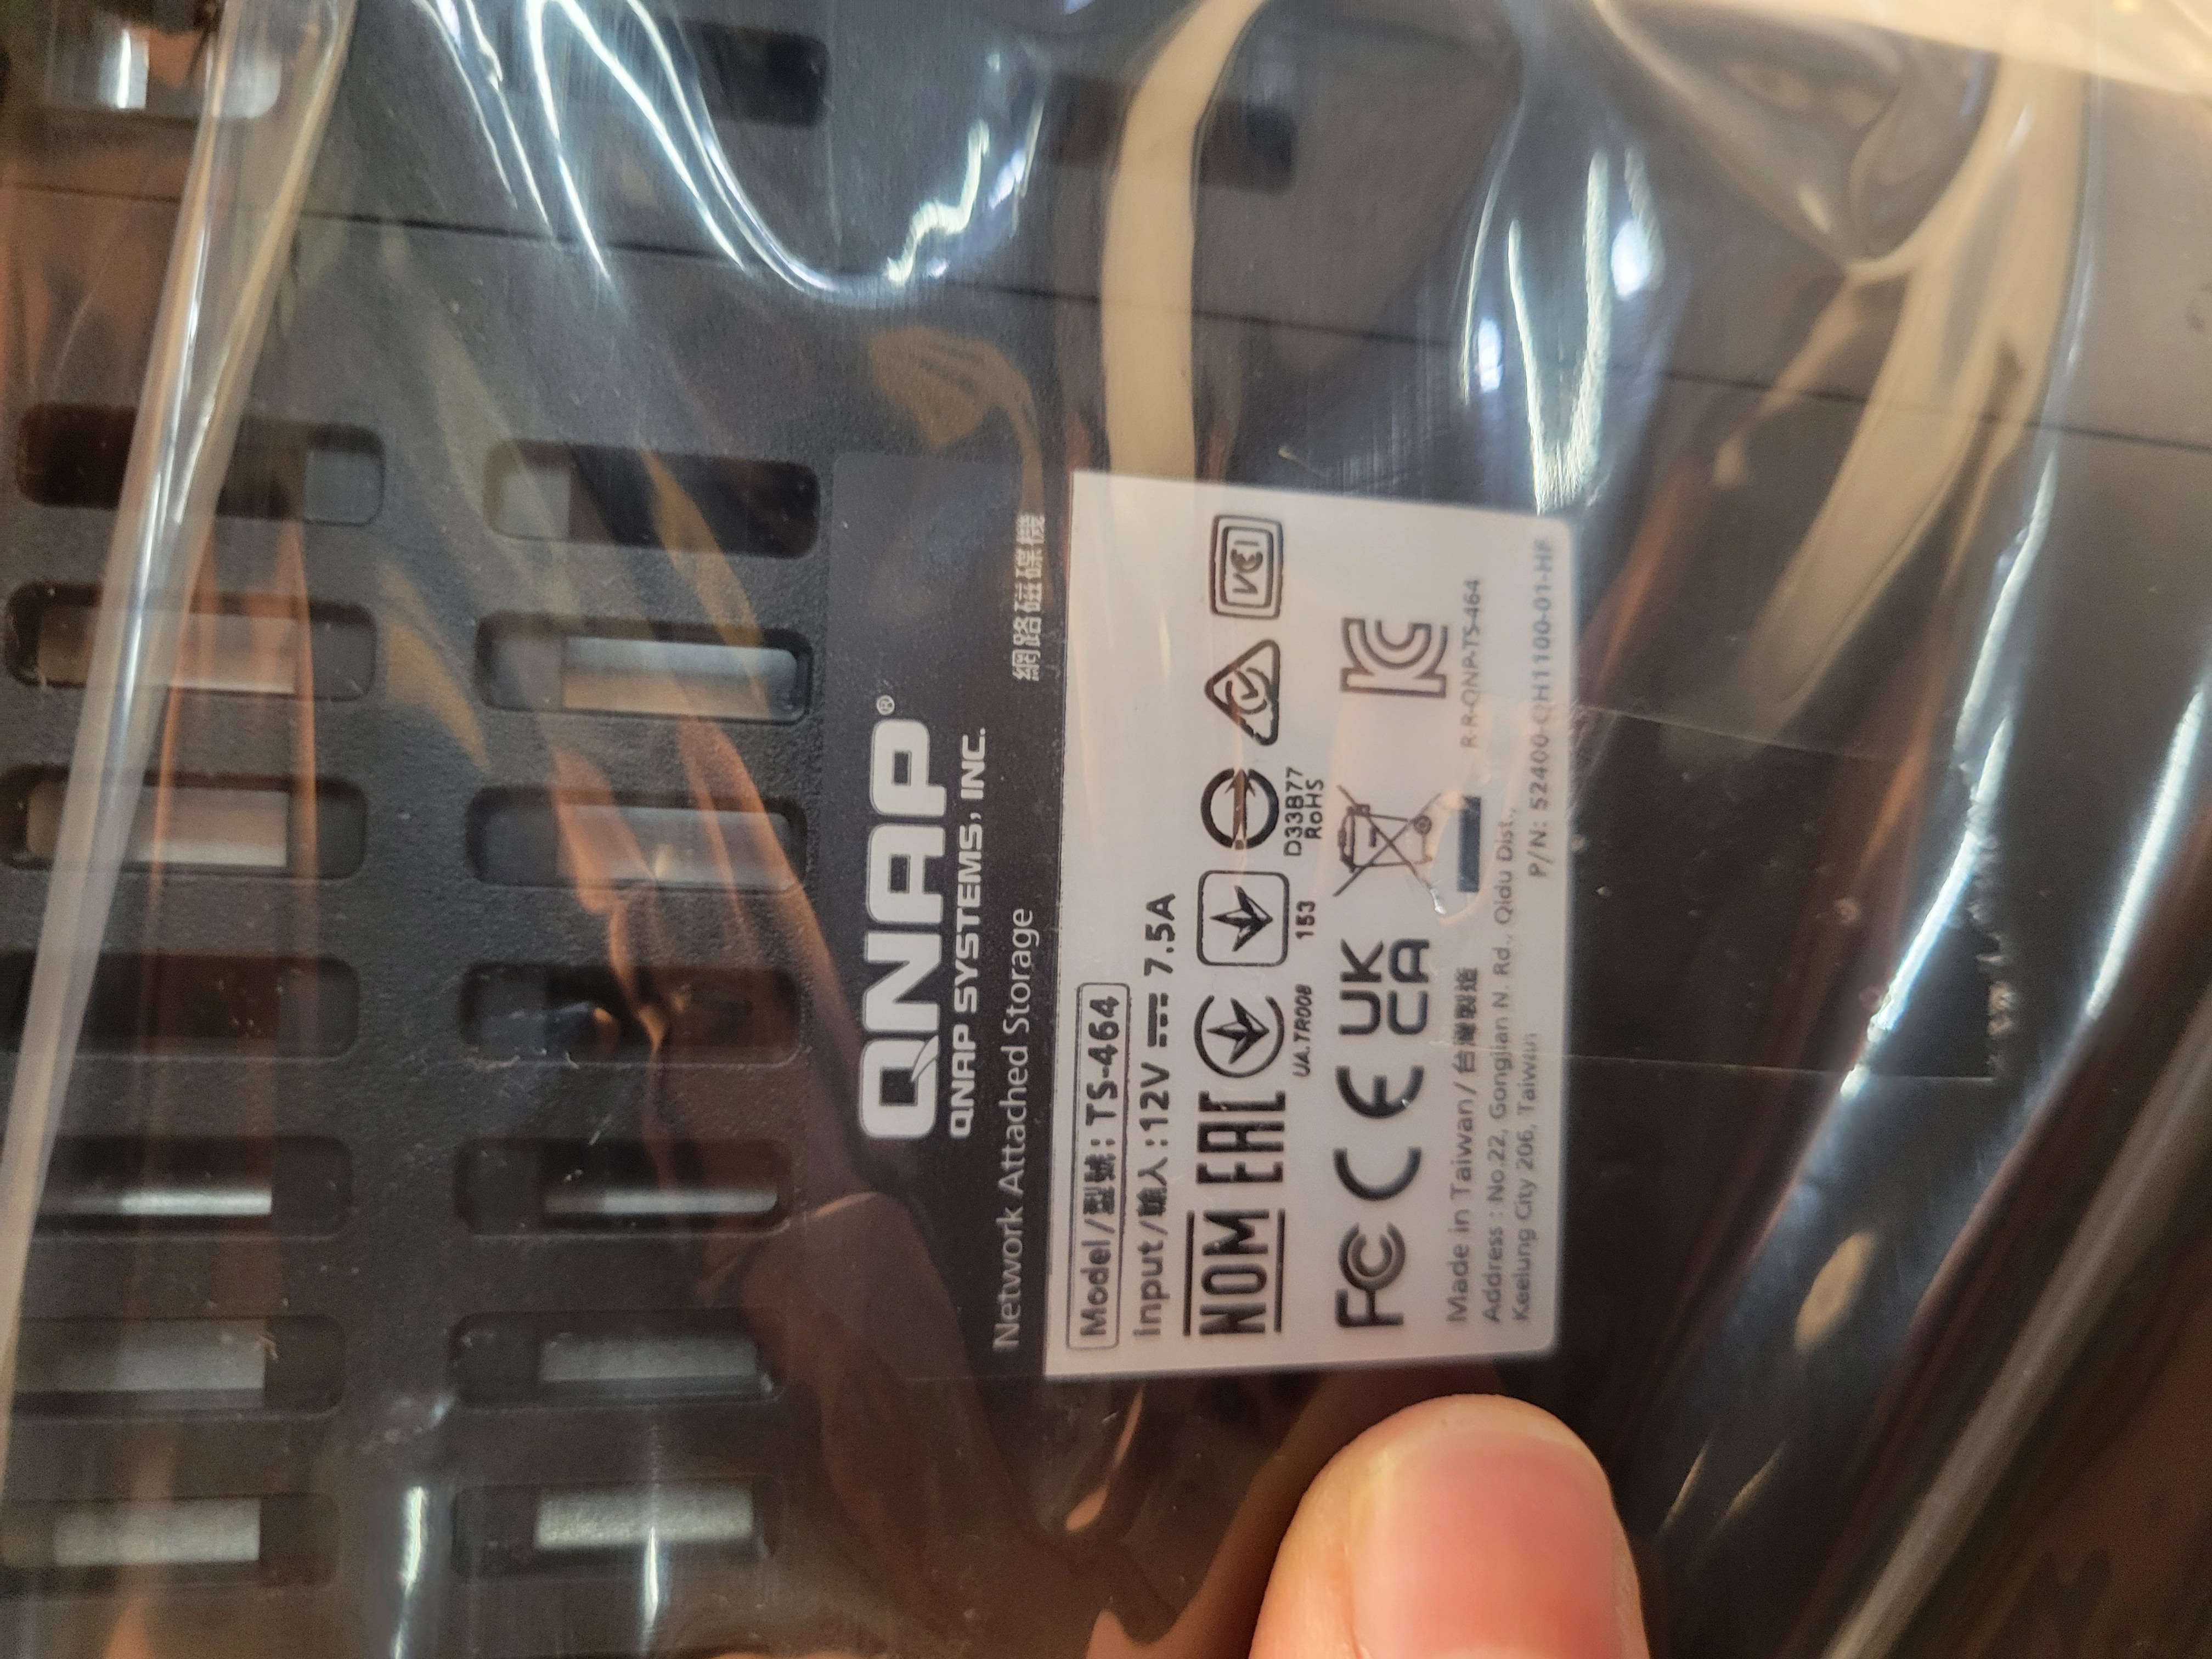 QNAP®
QNAP SYSTEMS, INC.
Network Attached Storage 網路磁碟機
Model/型號: TS-464
Input/輸入:12V ⎓ 7.5A
NOM EAC VCI
UA.TR008 153 D33B77
RoHS
FC CE UK
CA
R-R-QNP-TS-464
Made in Taiwan/台灣製造
Address : No.22, Gongjian N. Rd., Qidu Dist.,
Keelung City 206, Taiwan
P/N: 52400-QH1100-01-HF